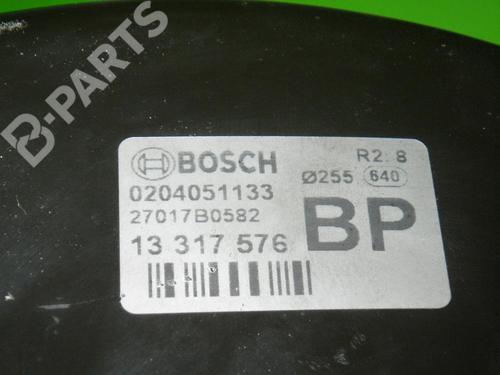 B-PARTS
BOSCH
R2: 8
0204051133
Ø255 640
27017B0582
13 317 576
BP